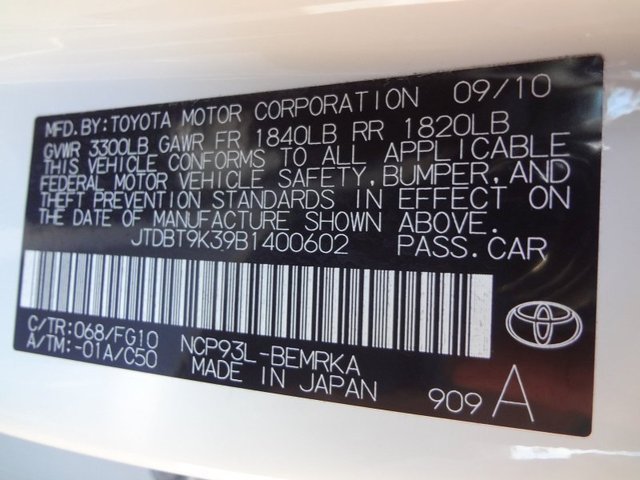 MFD.BY:TOYOTA MOTOR CORPORATION 09/10
GVWR 3300LB GAWR FR 1840LB RR 1820LB
THIS VEHICLE CONFORMS TO ALL APPLICABLE
FEDERAL MOTOR VEHICLE SAFETY,BUMPER,AND
THEFT PREVENTION STANDARDS IN EFFECT ON
THE DATE OF MANUFACTURE SHOWN ABOVE.
JTDBT9K39B1400602 PASS.CAR
C/TR:068/FG10 NCP93L-BEMRKA
A/TM:-01A/C50 MADE IN JAPAN
909 A